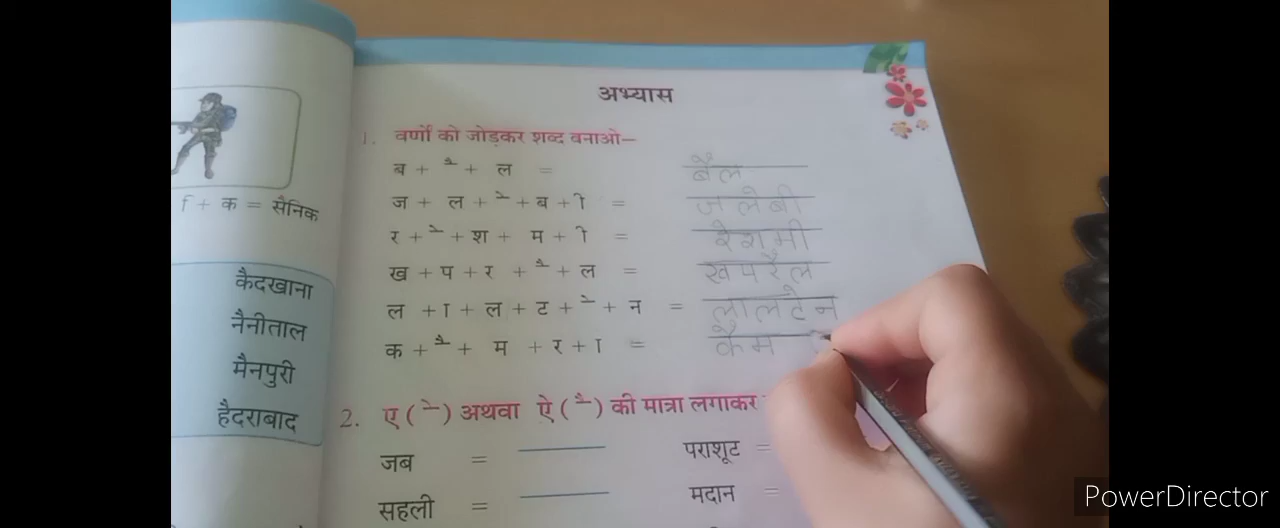 अभ्यास
1. वर्णों को जोड़कर शब्द बनाओ–
ब + ै + ल = बैल
ज + ल + े + ब + ी = जलेबी
र + े + श + म + ी = रेशमी
ख + प + र + ै + ल = खपरैल
ल + ा + ल + ट + े + न = लालटेन
क + ै + म + र + ा = कैम
2. ए ( े ) अथवा ऐ ( ै ) की मात्रा लगाकर
जब = पराशूट =
सहली = मदान =
ि + क = सैनिक
कैदखाना
नैनीताल
मैनपुरी
हैदराबाद
PowerDirector